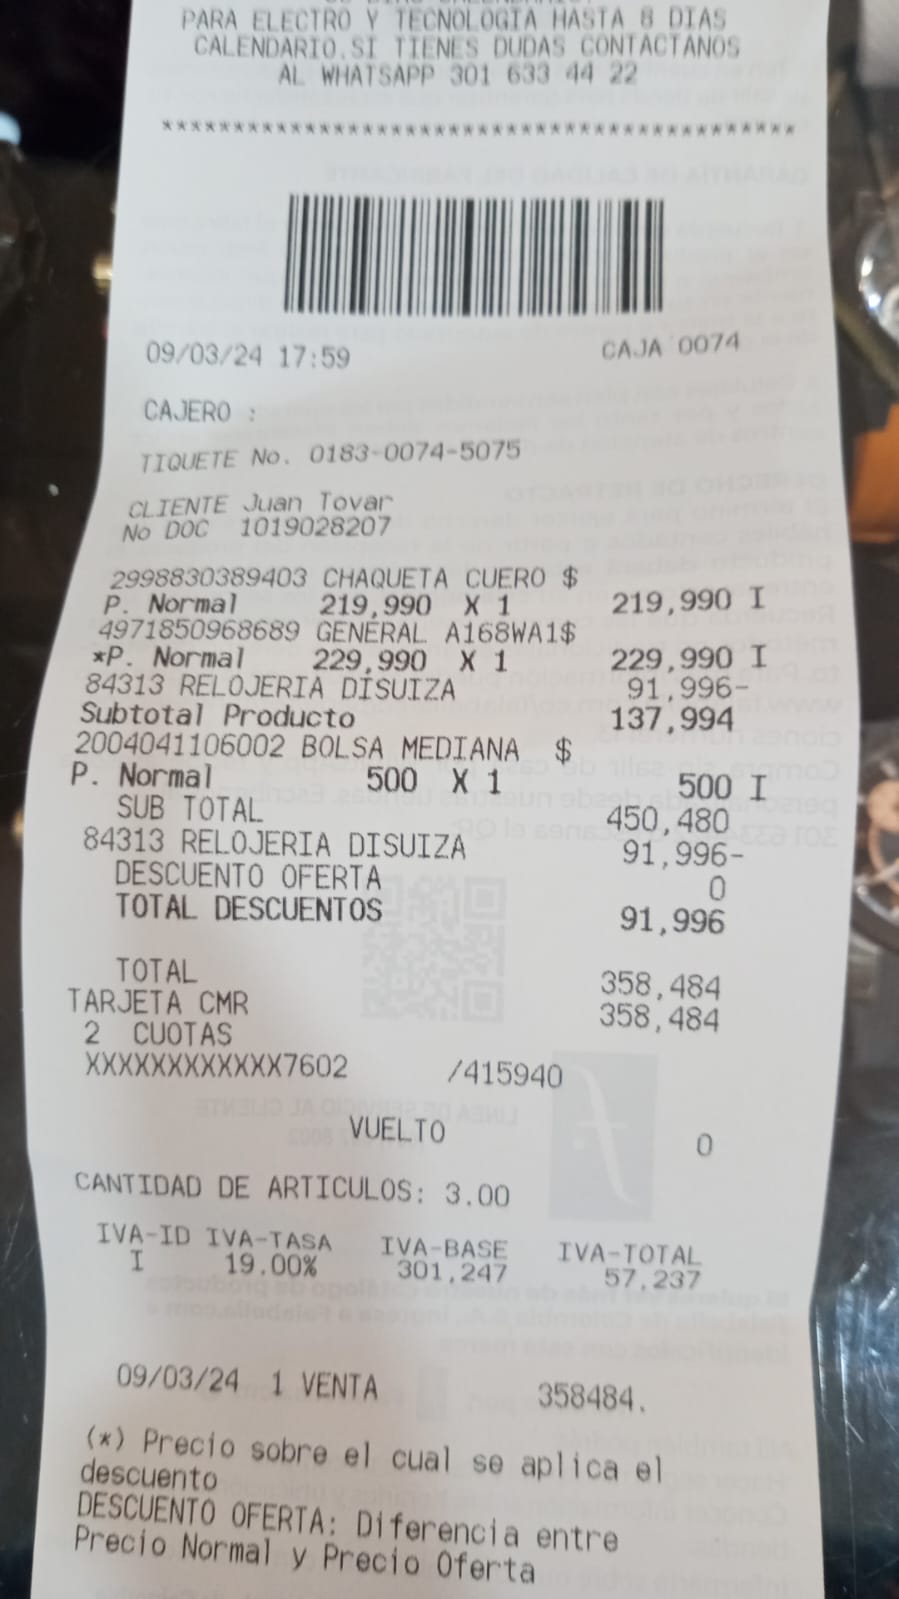 PARA ELECTRO Y TECNOLOGIA HASTA 8 DIAS
CALENDARIO.SI TIENES DUDAS CONTACTANOS
AL WHATSAPP 301 633 44 22
********************************************
09/03/24 17:59 CAJA 0074
CAJERO :
TIQUETE No. 0183-0074-5075
CLIENTE Juan Tovar
No DOC 1019028207
2998830389403 CHAQUETA CUERO $
P. Normal 219,990 X 1 219,990 I
4971850968689 GENERAL A168WA1$
*P. Normal 229,990 X 1 229,990 I
84313 RELOJERIA DISUIZA 91,996-
Subtotal Producto 137,994
2004041106002 BOLSA MEDIANA $
P. Normal 500 X 1 500 I
SUB TOTAL 450,480
84313 RELOJERIA DISUIZA 91,996-
DESCUENTO OFERTA 0
TOTAL DESCUENTOS 91,996
TOTAL 358,484
TARJETA CMR 358,484
2 CUOTAS
XXXXXXXXXXXX7602 /415940
VUELTO 0
CANTIDAD DE ARTICULOS: 3.00
IVA-ID IVA-TASA IVA-BASE IVA-TOTAL
I 19.00% 301,247 57,237
09/03/24 1 VENTA 358484.
(*) Precio sobre el cual se aplica el
descuento
DESCUENTO OFERTA: Diferencia entre
Precio Normal y Precio Oferta